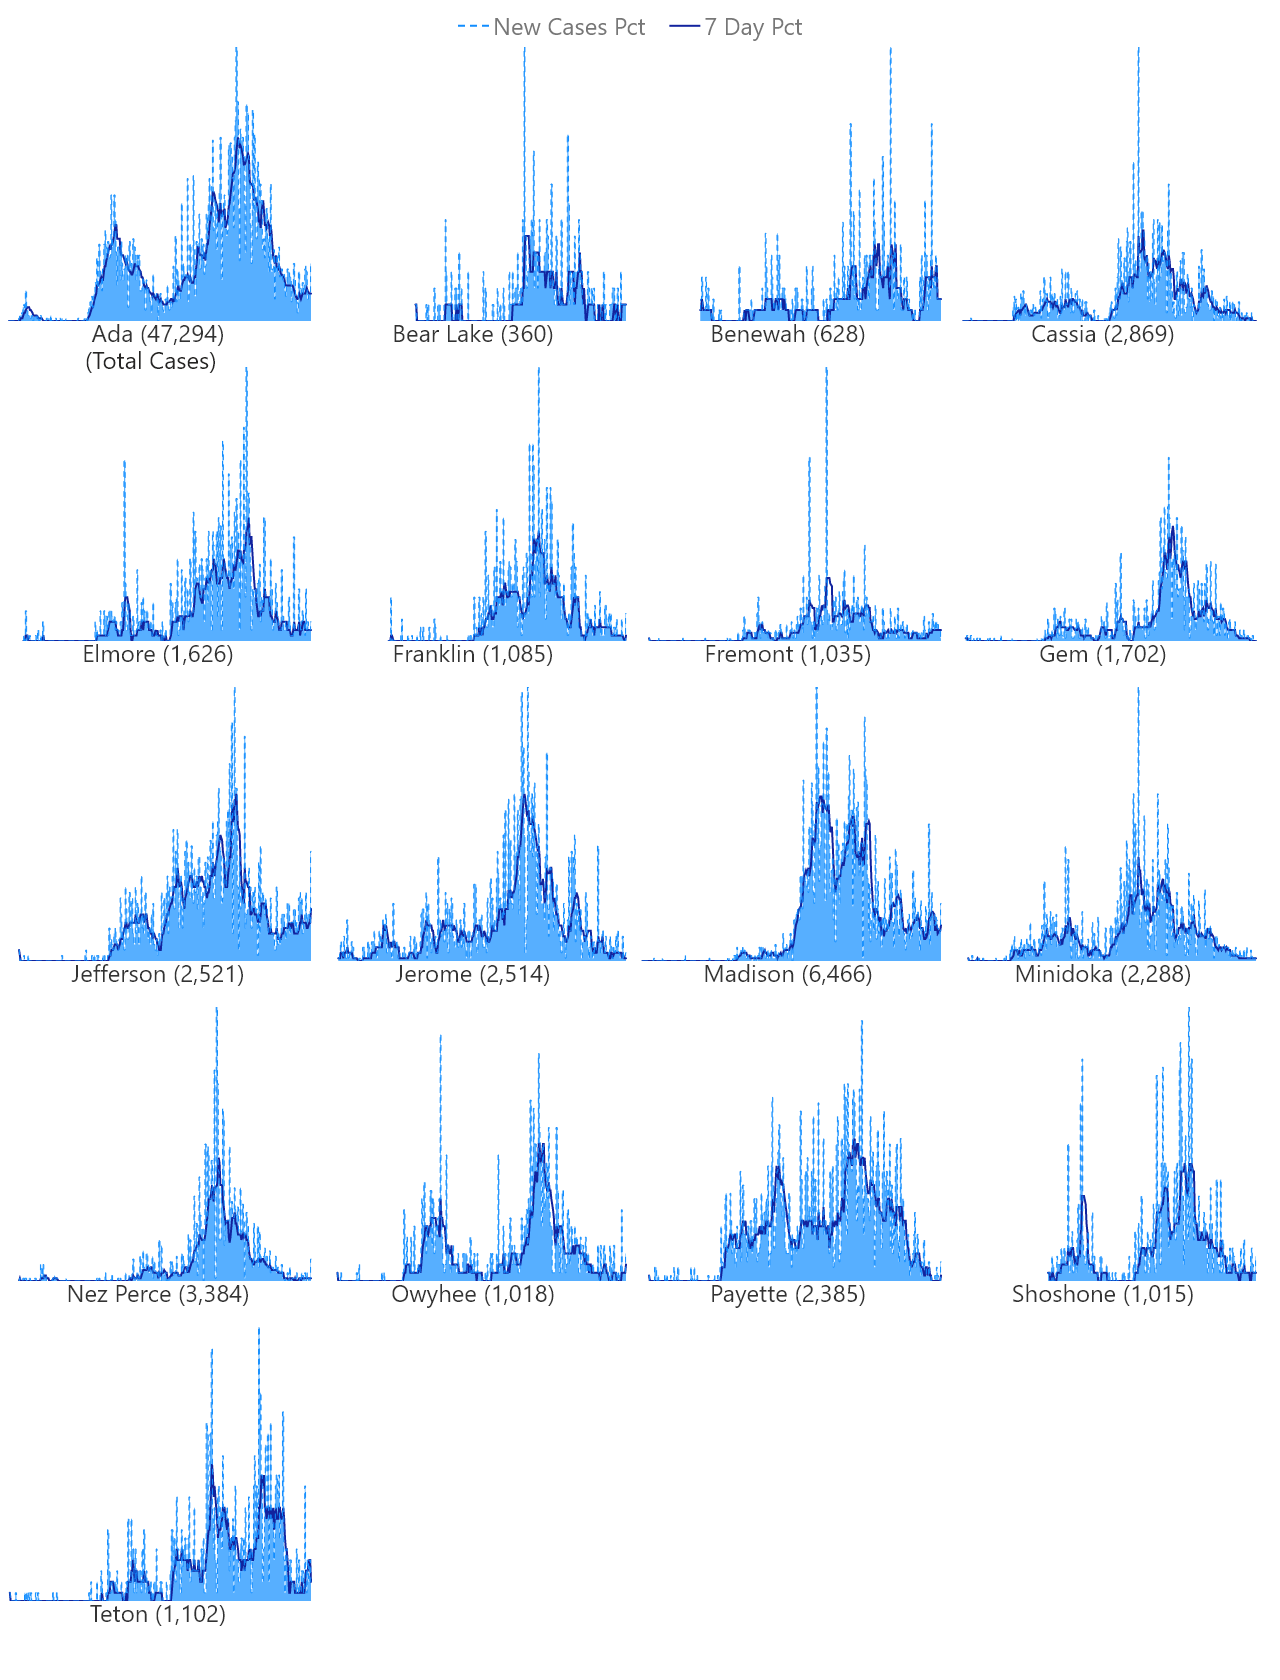 New Cases Pct 7 Day Pct
Ada (47,294) Bear Lake (360) Benewah (628) Cassia (2,869)
(Total Cases)
Elmore (1,626) Franklin (1,085) Fremont (1,035) Gem (1,702)
Jefferson (2,521) Jerome (2,514) Madison (6,466) Minidoka (2,288)
Nez Perce (3,384) Owyhee (1,018) Payette (2,385) Shoshone (1,015)
Teton (1,102)